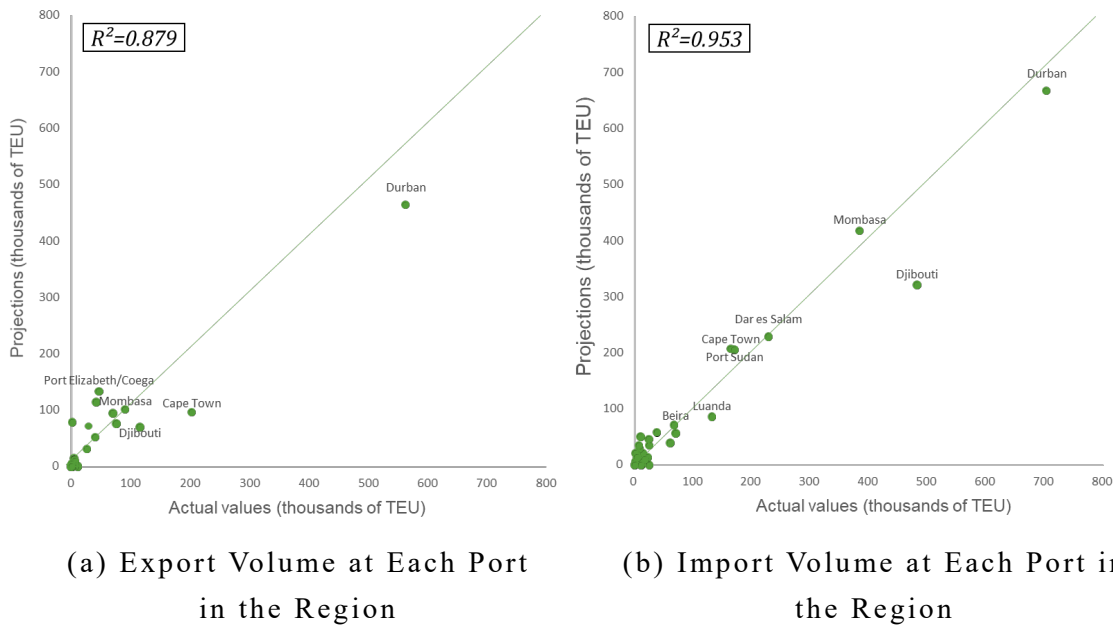 R²=0.879
800
700
600
500
400
300
200
100
0
Projections (thousands of TEU)
Durban
Port Elizabeth/Coega
Mombasa
Cape Town
Djibouti
0 100 200 300 400 500 600 700 800
Actual values (thousands of TEU)
(a) Export Volume at Each Port
in the Region
R²=0.953
800
700
600
500
400
300
200
100
0
Projections (thousands of TEU)
Durban
Mombasa
Djibouti
Dar es Salam
Cape Town
Port Sudan
Luanda
Beira
0 100 200 300 400 500 600 700 800
Actual values (thousands of TEU)
(b) Import Volume at Each Port in
the Region